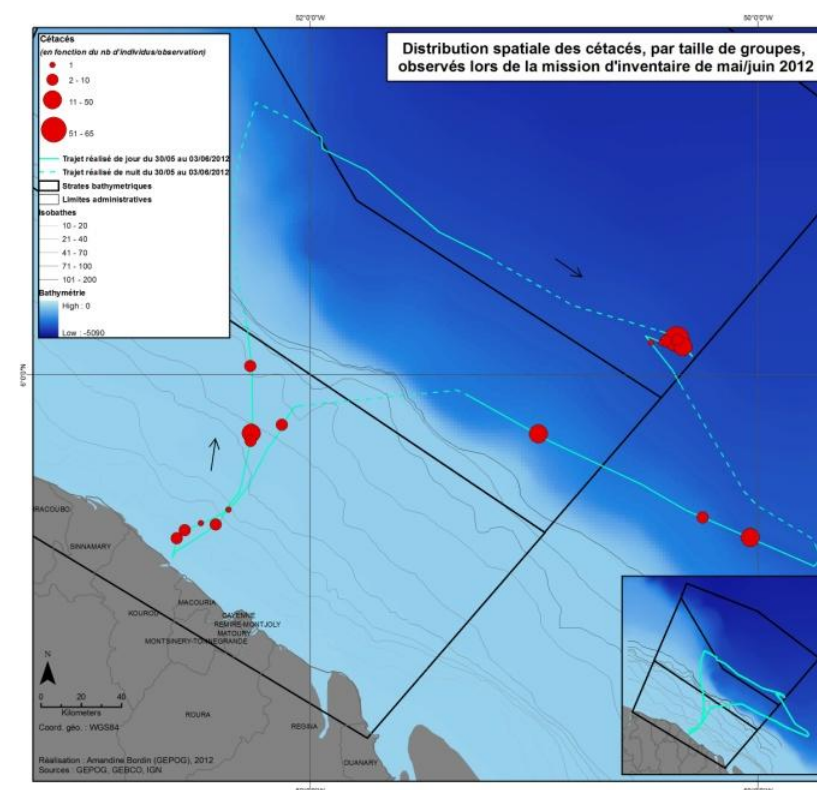 52°0'0"W
50°0'0"W
Distribution spatiale des cétacés, par taille de groupes,
observés lors de la mission d'inventaire de mai/juin 2012
Cétacés
(en fonction du nb d'individus/observation)
1
2 - 10
11 - 50
51 - 65
Trajet réalisé de jour du 30/05 au 03/06/2012
Trajet réalisé de nuit du 30/05 au 03/06/2012
Strates bathymetriques
Limites administratives
Isobathes
10 - 20
21 - 40
41 - 70
71 - 100
101 - 200
Bathymétrie
High : 0
Low : -5090
RACOUBO
SINNAMARY
MACOURIA
KOUROU
CAYENNE
REMIRE-MONTJOLY
MATOURY
MONTSINERY-TONNEGRANDE
ROURA
REGINA
OUANARY
N
0 20 40
Kilometers
Coord. géo. : WGS84
Réalisation : Amandine Bordin (GEPOG), 2012
Sources : GEPOG, GEBCO, IGN